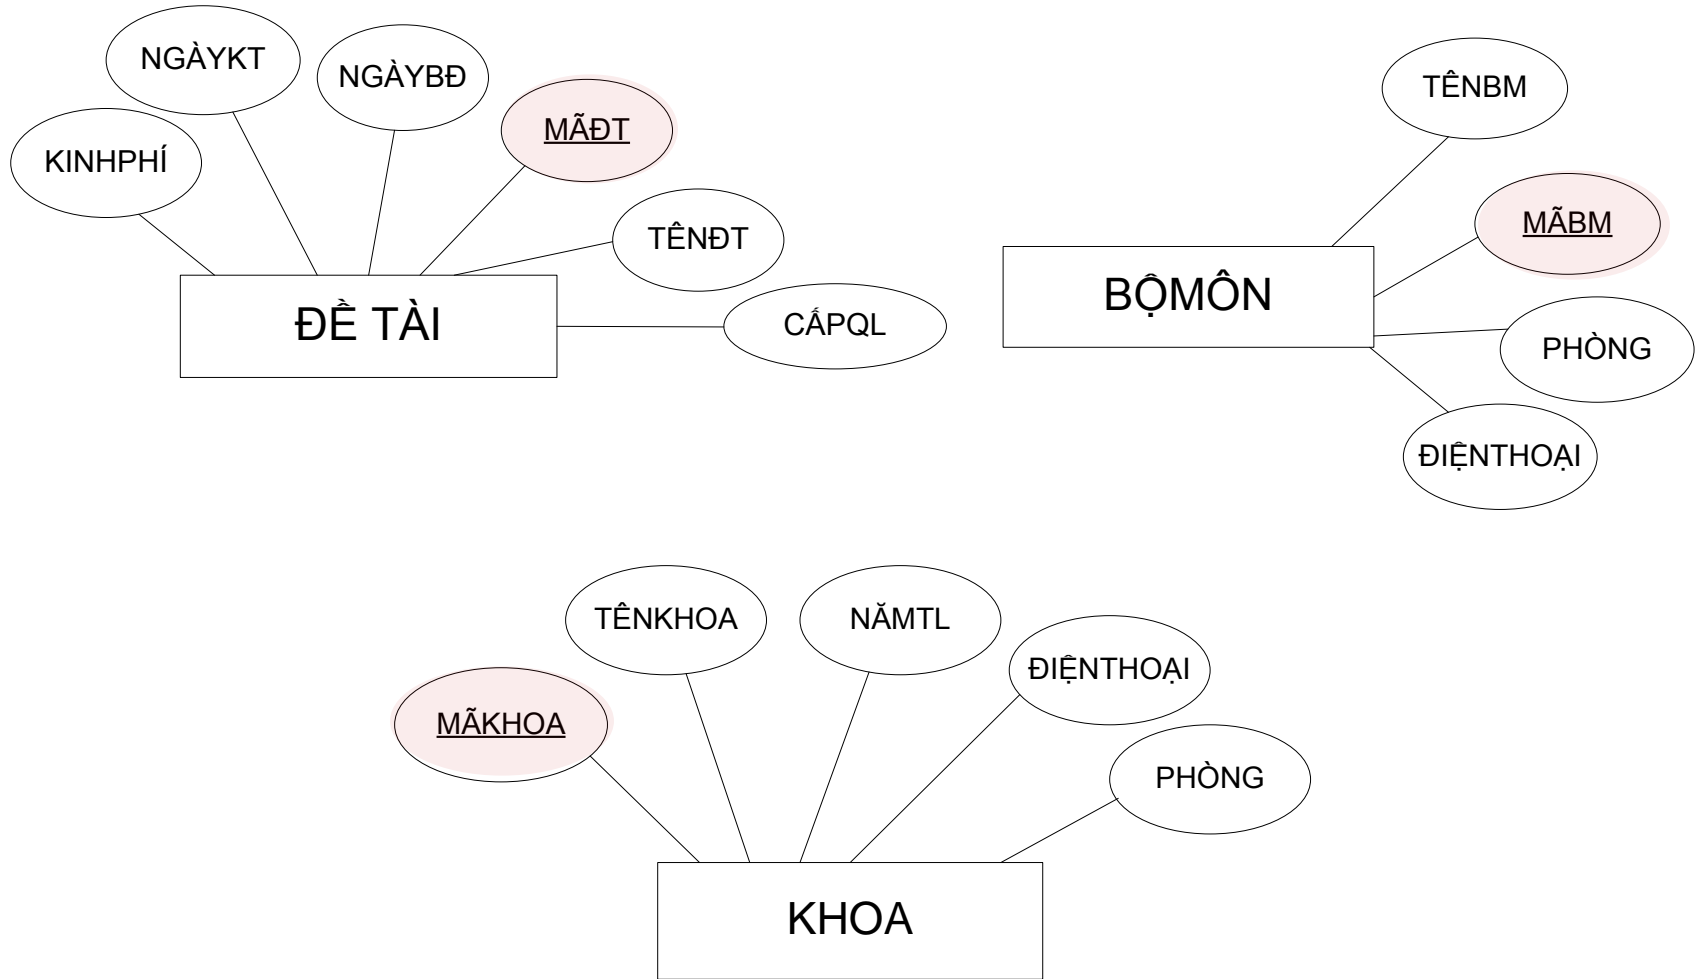 NGÀYKT
NGÀYBĐ
MÃĐT
KINHPHÍ
TÊNĐT
CẤPQL
ĐỀ TÀI
TÊNBM
MÃBM
BỘMÔN
PHÒNG
ĐIỆNTHOẠI
TÊNKHOA
NĂMTL
ĐIỆNTHOẠI
MÃKHOA
PHÒNG
KHOA